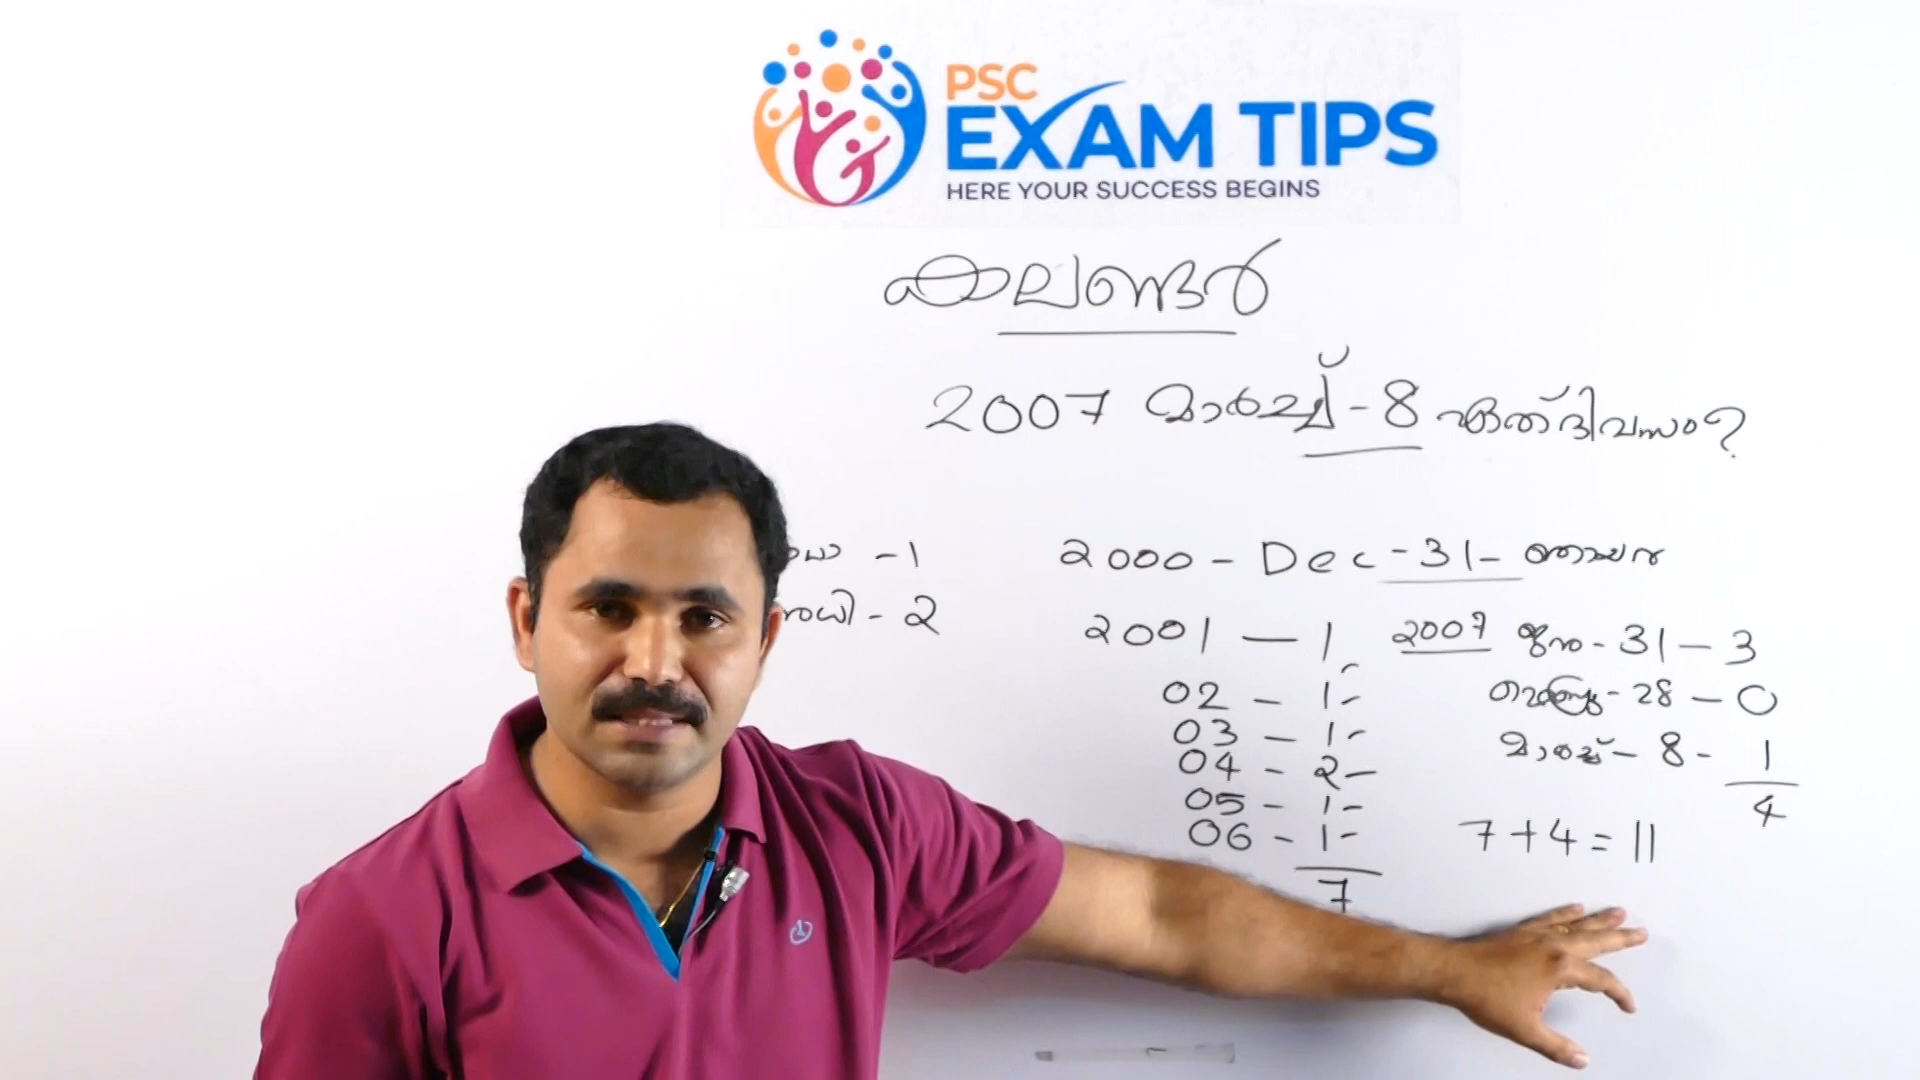 PSC
EXAM TIPS
HERE YOUR SUCCESS BEGINS
കലണ്ടർ
2007 മാർച്ച് - 8 ഏത് ദിവസം?
- 1
- 2
2000 - Dec - 31 - ഞായർ
2001 — 1
02 - 1 -
03 - 1 -
04 - 2 -
05 - 1 -
06 - 1 -
7
2007 ജനു - 31 - 3
- 28 - 0
മാർച്ച് - 8 - 1
4
7 + 4 = 11